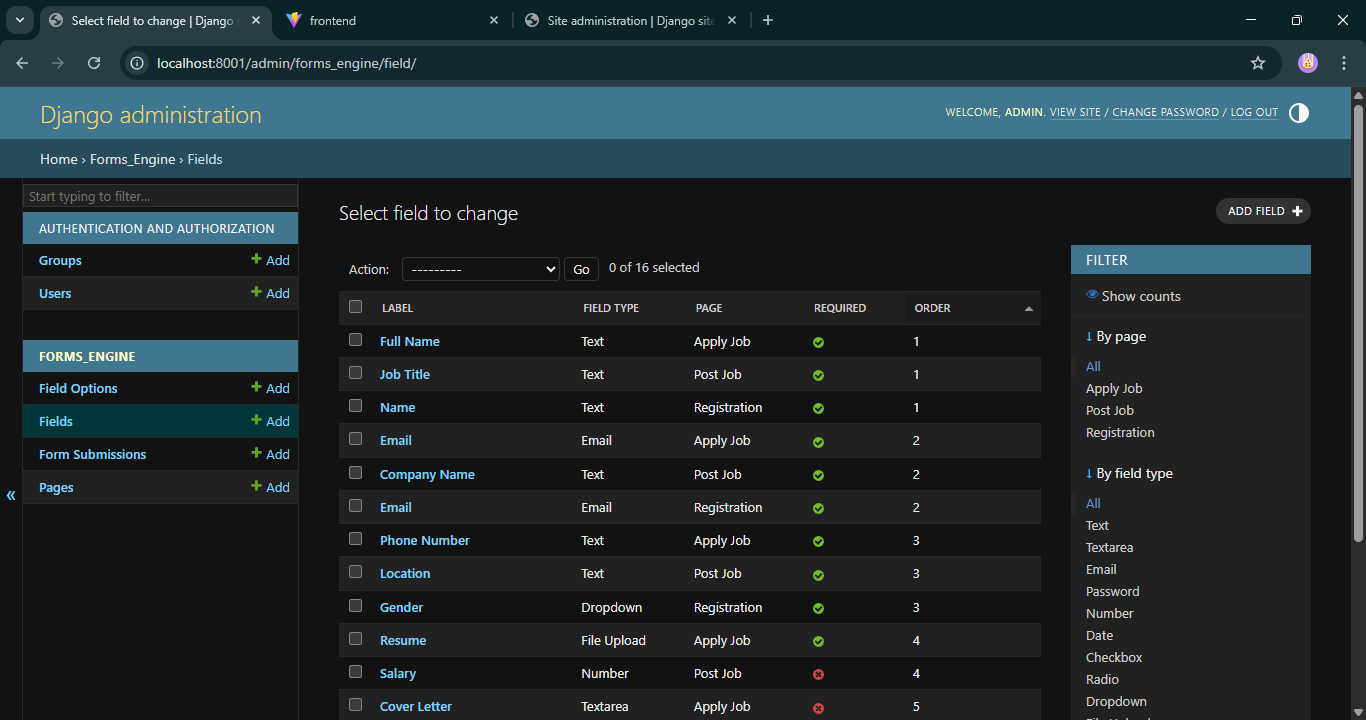 Select field to change | Django s
frontend
Site administration | Django site
localhost:8001/admin/forms_engine/field/
Django administration
WELCOME, ADMIN. VIEW SITE / CHANGE PASSWORD / LOG OUT
Home › Forms_Engine › Fields
Start typing to filter...
AUTHENTICATION AND AUTHORIZATION
Groups Add
Users Add
FORMS_ENGINE
Field Options Add
Fields Add
Form Submissions Add
Pages Add
«
Select field to change
ADD FIELD
Action: --------- Go 0 of 16 selected
LABEL FIELD TYPE PAGE REQUIRED ORDER
Full Name Text Apply Job 1
Job Title Text Post Job 1
Name Text Registration 1
Email Email Apply Job 2
Company Name Text Post Job 2
Email Email Registration 2
Phone Number Text Apply Job 3
Location Text Post Job 3
Gender Dropdown Registration 3
Resume File Upload Apply Job 4
Salary Number Post Job 4
Cover Letter Textarea Apply Job 5
FILTER
Show counts
↓ By page
All
Apply Job
Post Job
Registration
↓ By field type
All
Text
Textarea
Email
Password
Number
Date
Checkbox
Radio
Dropdown